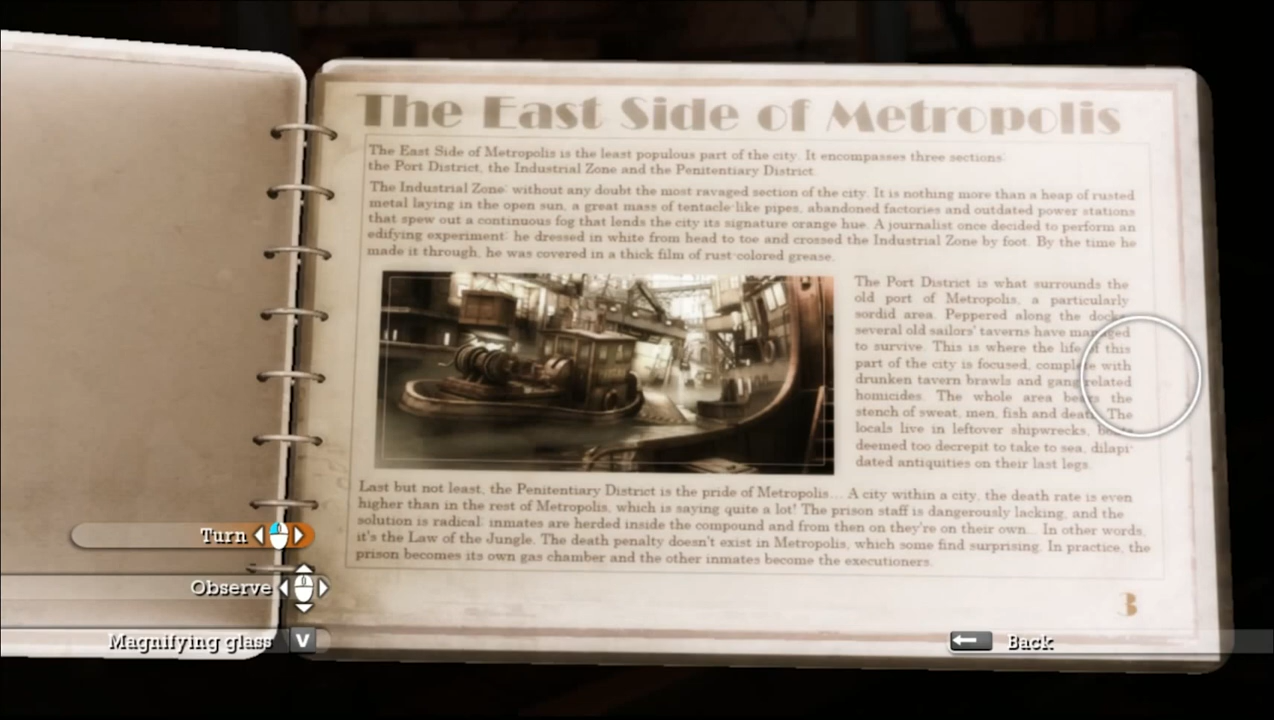 The East Side of Metropolis
The East Side of Metropolis is the least populous part of the city. It encompasses three sections:
the Port District, the Industrial Zone and the Penitentiary District.
The Industrial Zone: without any doubt the most ravaged section of the city. It is nothing more than a heap of rusted
metal laying in the open sun, a great mass of tentacle-like pipes, abandoned factories and outdated power stations
that spew out a continuous fog that lends the city its signature orange hue. A journalist once decided to perform an
edifying experiment: he dressed in white from head to toe and crossed the Industrial Zone by foot. By the time he
made it through, he was covered in a thick film of rust-colored grease.
The Port District is what surrounds the
old port of Metropolis, a particularly
sordid area. Peppered along the docks
several old sailors' taverns have managed
to survive. This is where the life of this
part of the city is focused, complete with
drunken tavern brawls and gang related
homicides. The whole area bears the
stench of sweat, men, fish and death. The
locals live in leftover shipwrecks, boats
deemed too decrepit to take to sea, dilapi-
dated antiquities on their last legs.
Last but not least, the Penitentiary District is the pride of Metropolis... A city within a city, the death rate is even
higher than in the rest of Metropolis, which is saying quite a lot! The prison staff is dangerously lacking, and the
solution is radical: inmates are herded inside the compound and from then on they're on their own... In other words,
it's the Law of the Jungle. The death penalty doesn't exist in Metropolis, which some find surprising. In practice, the
prison becomes its own gas chamber and the other inmates become the executioners.
3
Turn
Observe
Magnifying glass V
Back